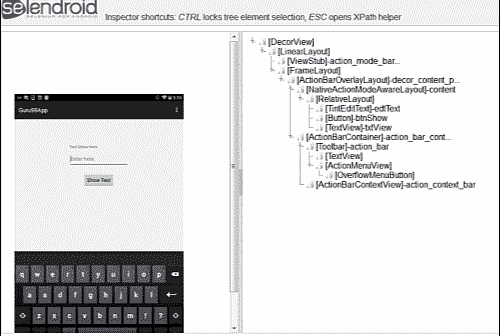 selendroid
SELENIUM FOR ANDROID
Inspector shortcuts: CTRL locks tree element selection, ESC opens XPath helper
Guru99App
Text Show here
Enter here
Show Text
q w e r t y u i o p
a s d f g h j k l
? z x c v b n m ?
[DecorView]
[LinearLayout]
[ViewStub]-action_mode_bar...
[FrameLayout]
[ActionBarOverlayLayout]-decor_content_p...
[NativeActionModeAwareLayout]-content
[RelativeLayout]
[TintEditText]-edtText
[Button]-btnShow
[TextView]-txtView
[ActionBarContainer]-action_bar_cont...
[Toolbar]-action_bar
[TextView]
[ActionMenuView]
[OverflowMenuButton]
[ActionBarContextView]-action_context_bar